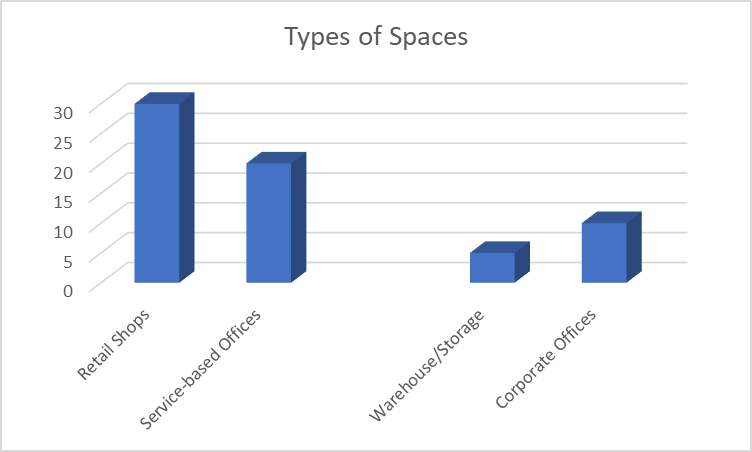 Types of Spaces
30
25
20
15
10
5
0
Retail Shops
Service-based Offices
Warehouse/Storage
Corporate Offices